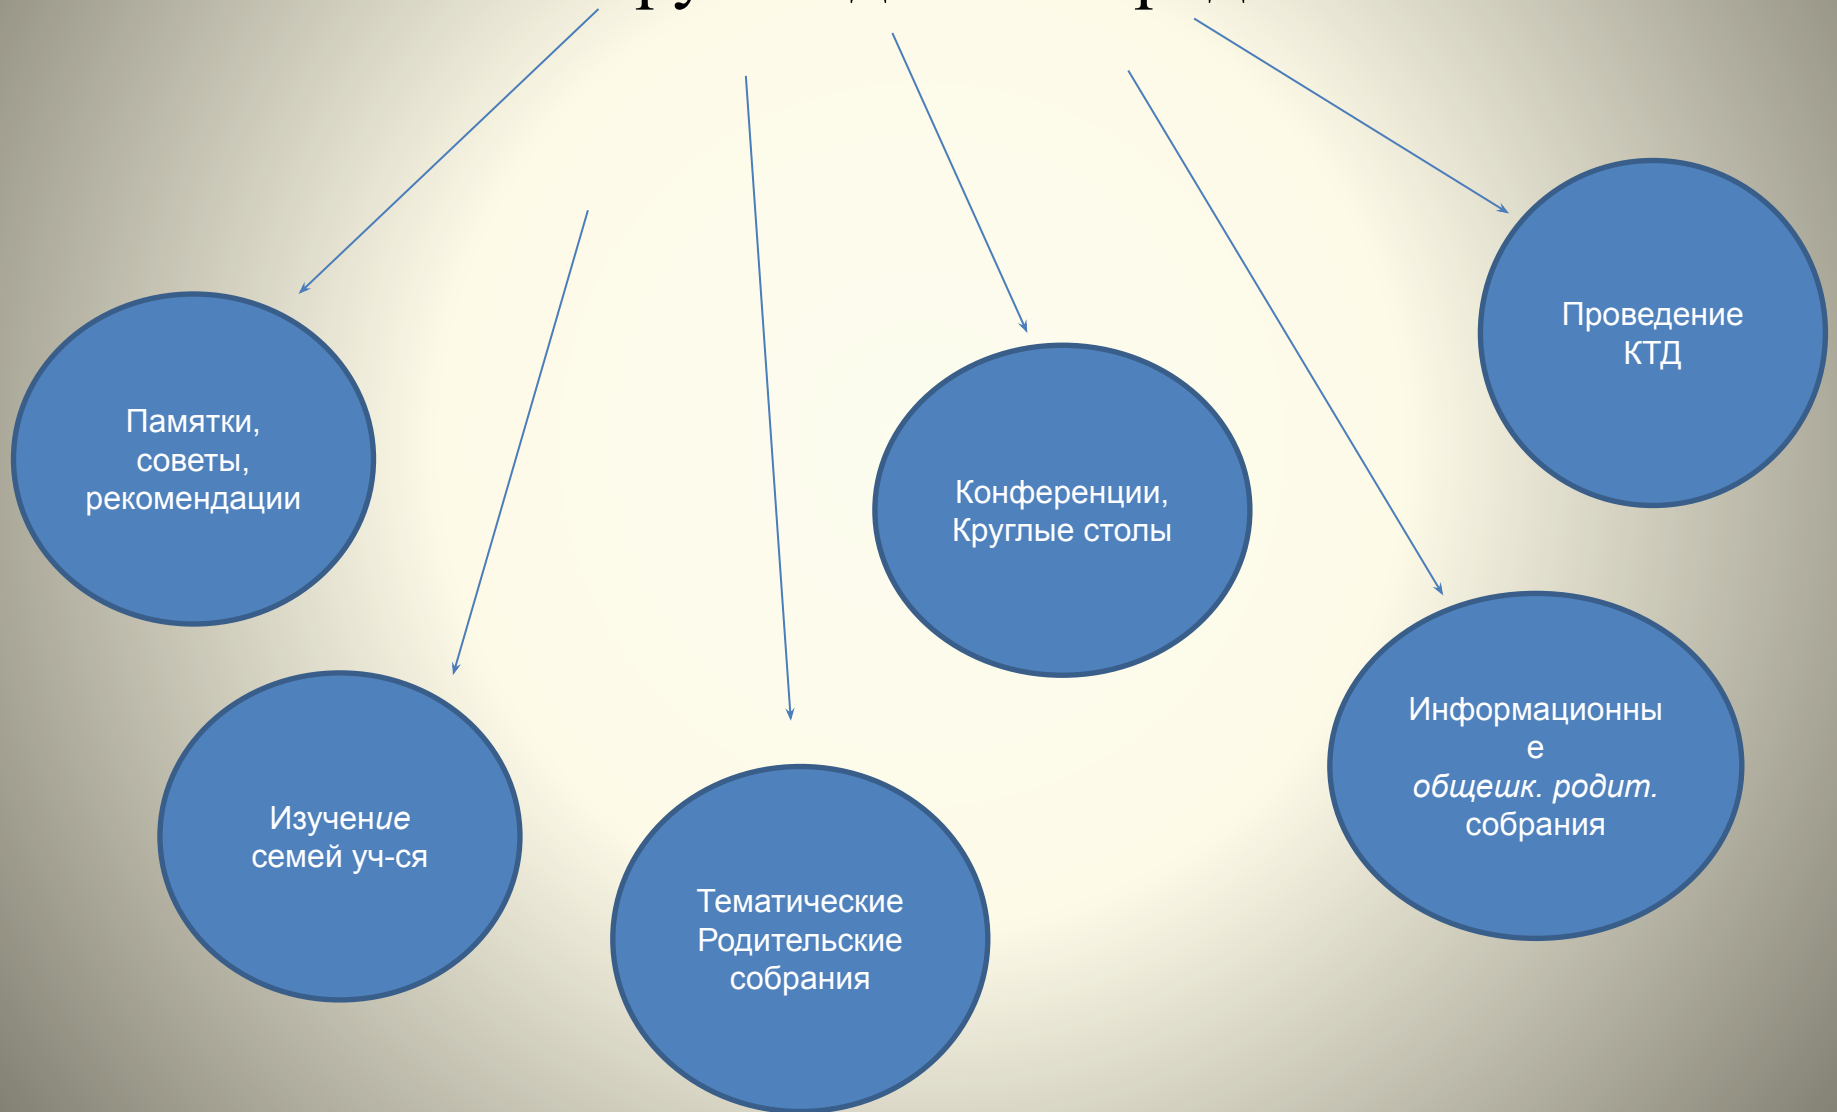 Памятки,
советы,
рекомендации
Изучение
семей уч-ся
Тематические
Родительские
собрания
Конференции,
Круглые столы
Информационны
е
общешк. родит.
собрания
Проведение
КТД